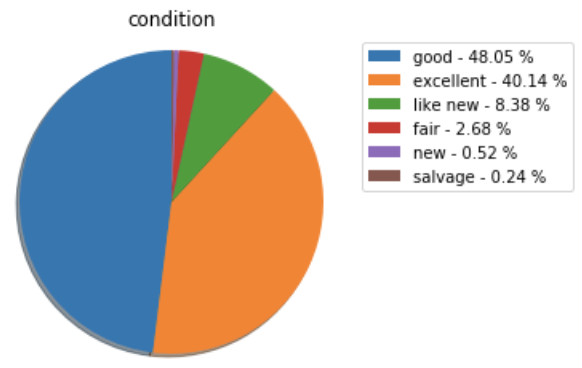 condition
good - 48.05 %
excellent - 40.14 %
like new - 8.38 %
fair - 2.68 %
new - 0.52 %
salvage - 0.24 %